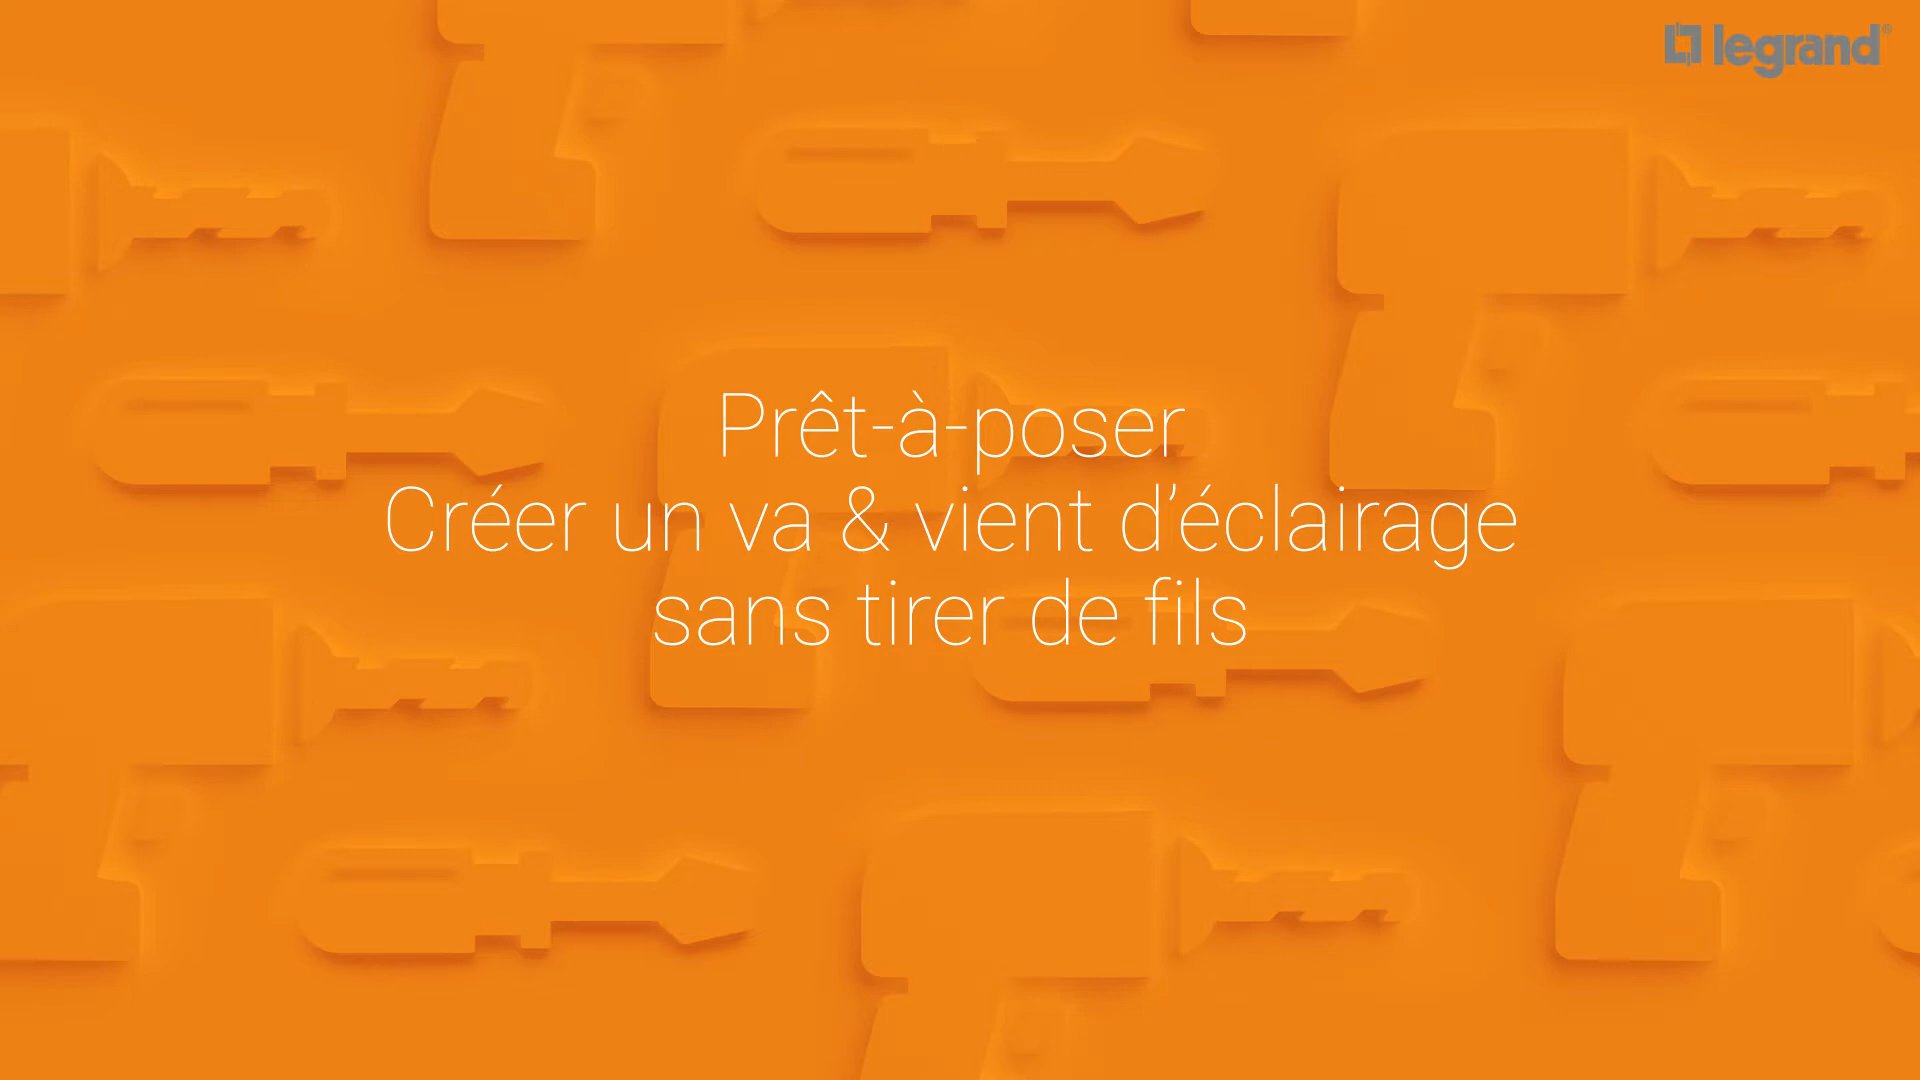 legrand®
Prêt-à-poser
Créer un va & vient d’éclairage
sans tirer de fils